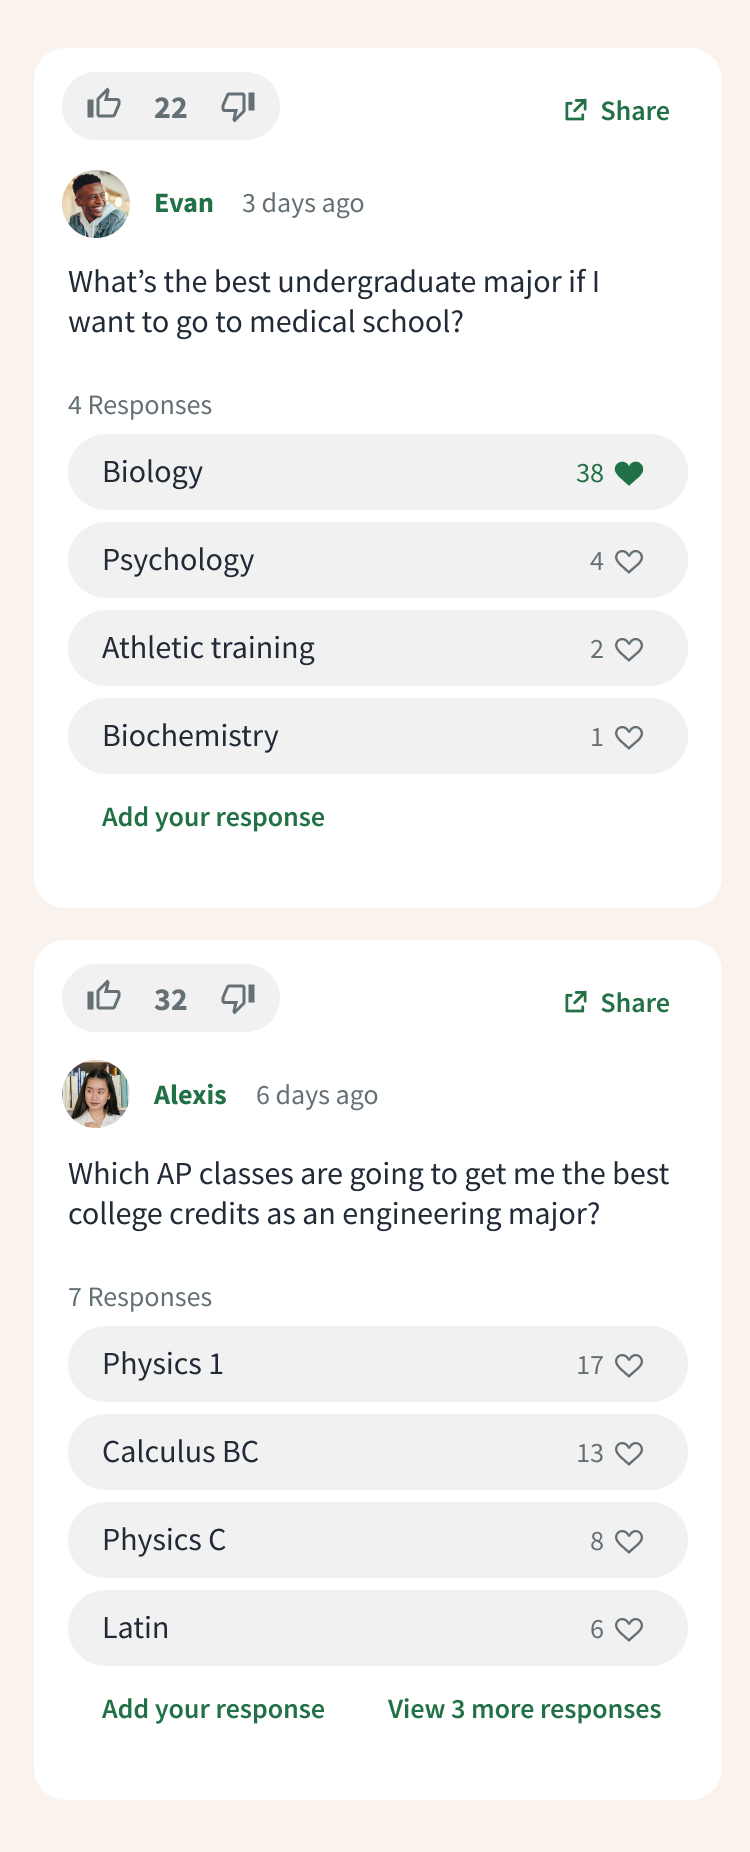 22
Share
Evan 3 days ago
What’s the best undergraduate major if I
want to go to medical school?
4 Responses
Biology 38
Psychology 4
Athletic training 2
Biochemistry 1
Add your response
32
Share
Alexis 6 days ago
Which AP classes are going to get me the best
college credits as an engineering major?
7 Responses
Physics 1 17
Calculus BC 13
Physics C 8
Latin 6
Add your response View 3 more responses